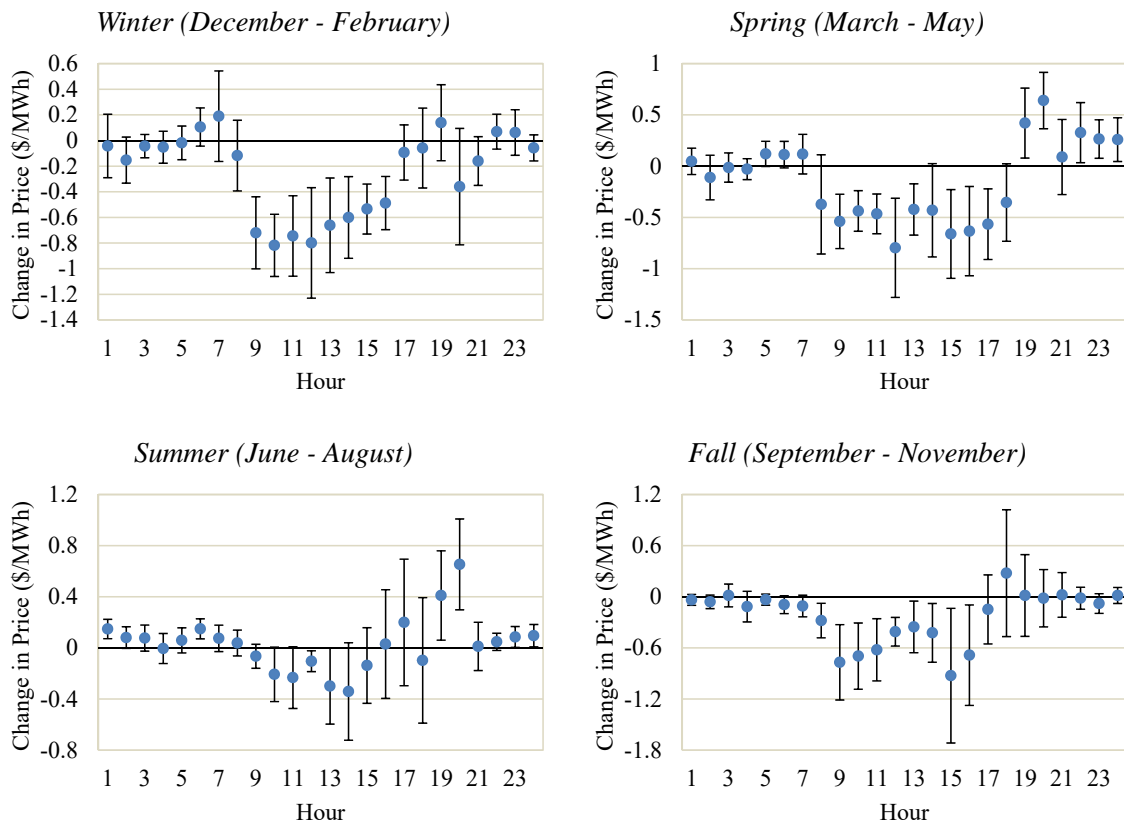 Winter (December - February)
Change in Price ($/MWh)
0.6
0.4
0.2
0
-0.2
-0.4
-0.6
-0.8
-1
-1.2
-1.4
1 3 5 7 9 11 13 15 17 19 21 23
Hour
Spring (March - May)
Change in Price ($/MWh)
1
0.5
0
-0.5
-1
-1.5
1 3 5 7 9 11 13 15 17 19 21 23
Hour
Summer (June - August)
Change in Price ($/MWh)
1.2
0.8
0.4
0
-0.4
-0.8
1 3 5 7 9 11 13 15 17 19 21 23
Hour
Fall (September - November)
Change in Price ($/MWh)
1.2
0.6
0
-0.6
-1.2
-1.8
1 3 5 7 9 11 13 15 17 19 21 23
Hour